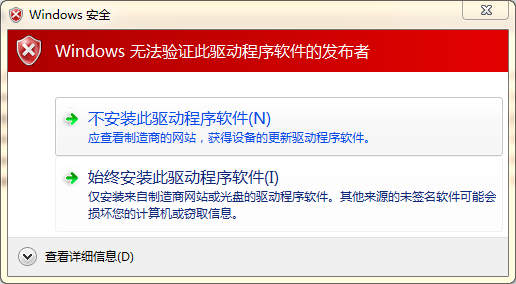 Windows 安全
Windows 无法验证此驱动程序软件的发布者
不安装此驱动程序软件(N)
应查看制造商的网站，获得设备的更新驱动程序软件。
始终安装此驱动程序软件(I)
仅安装来自制造商网站或光盘的驱动程序软件。其他来源的未签名软件可能会
损坏您的计算机或窃取信息。
查看详细信息(D)